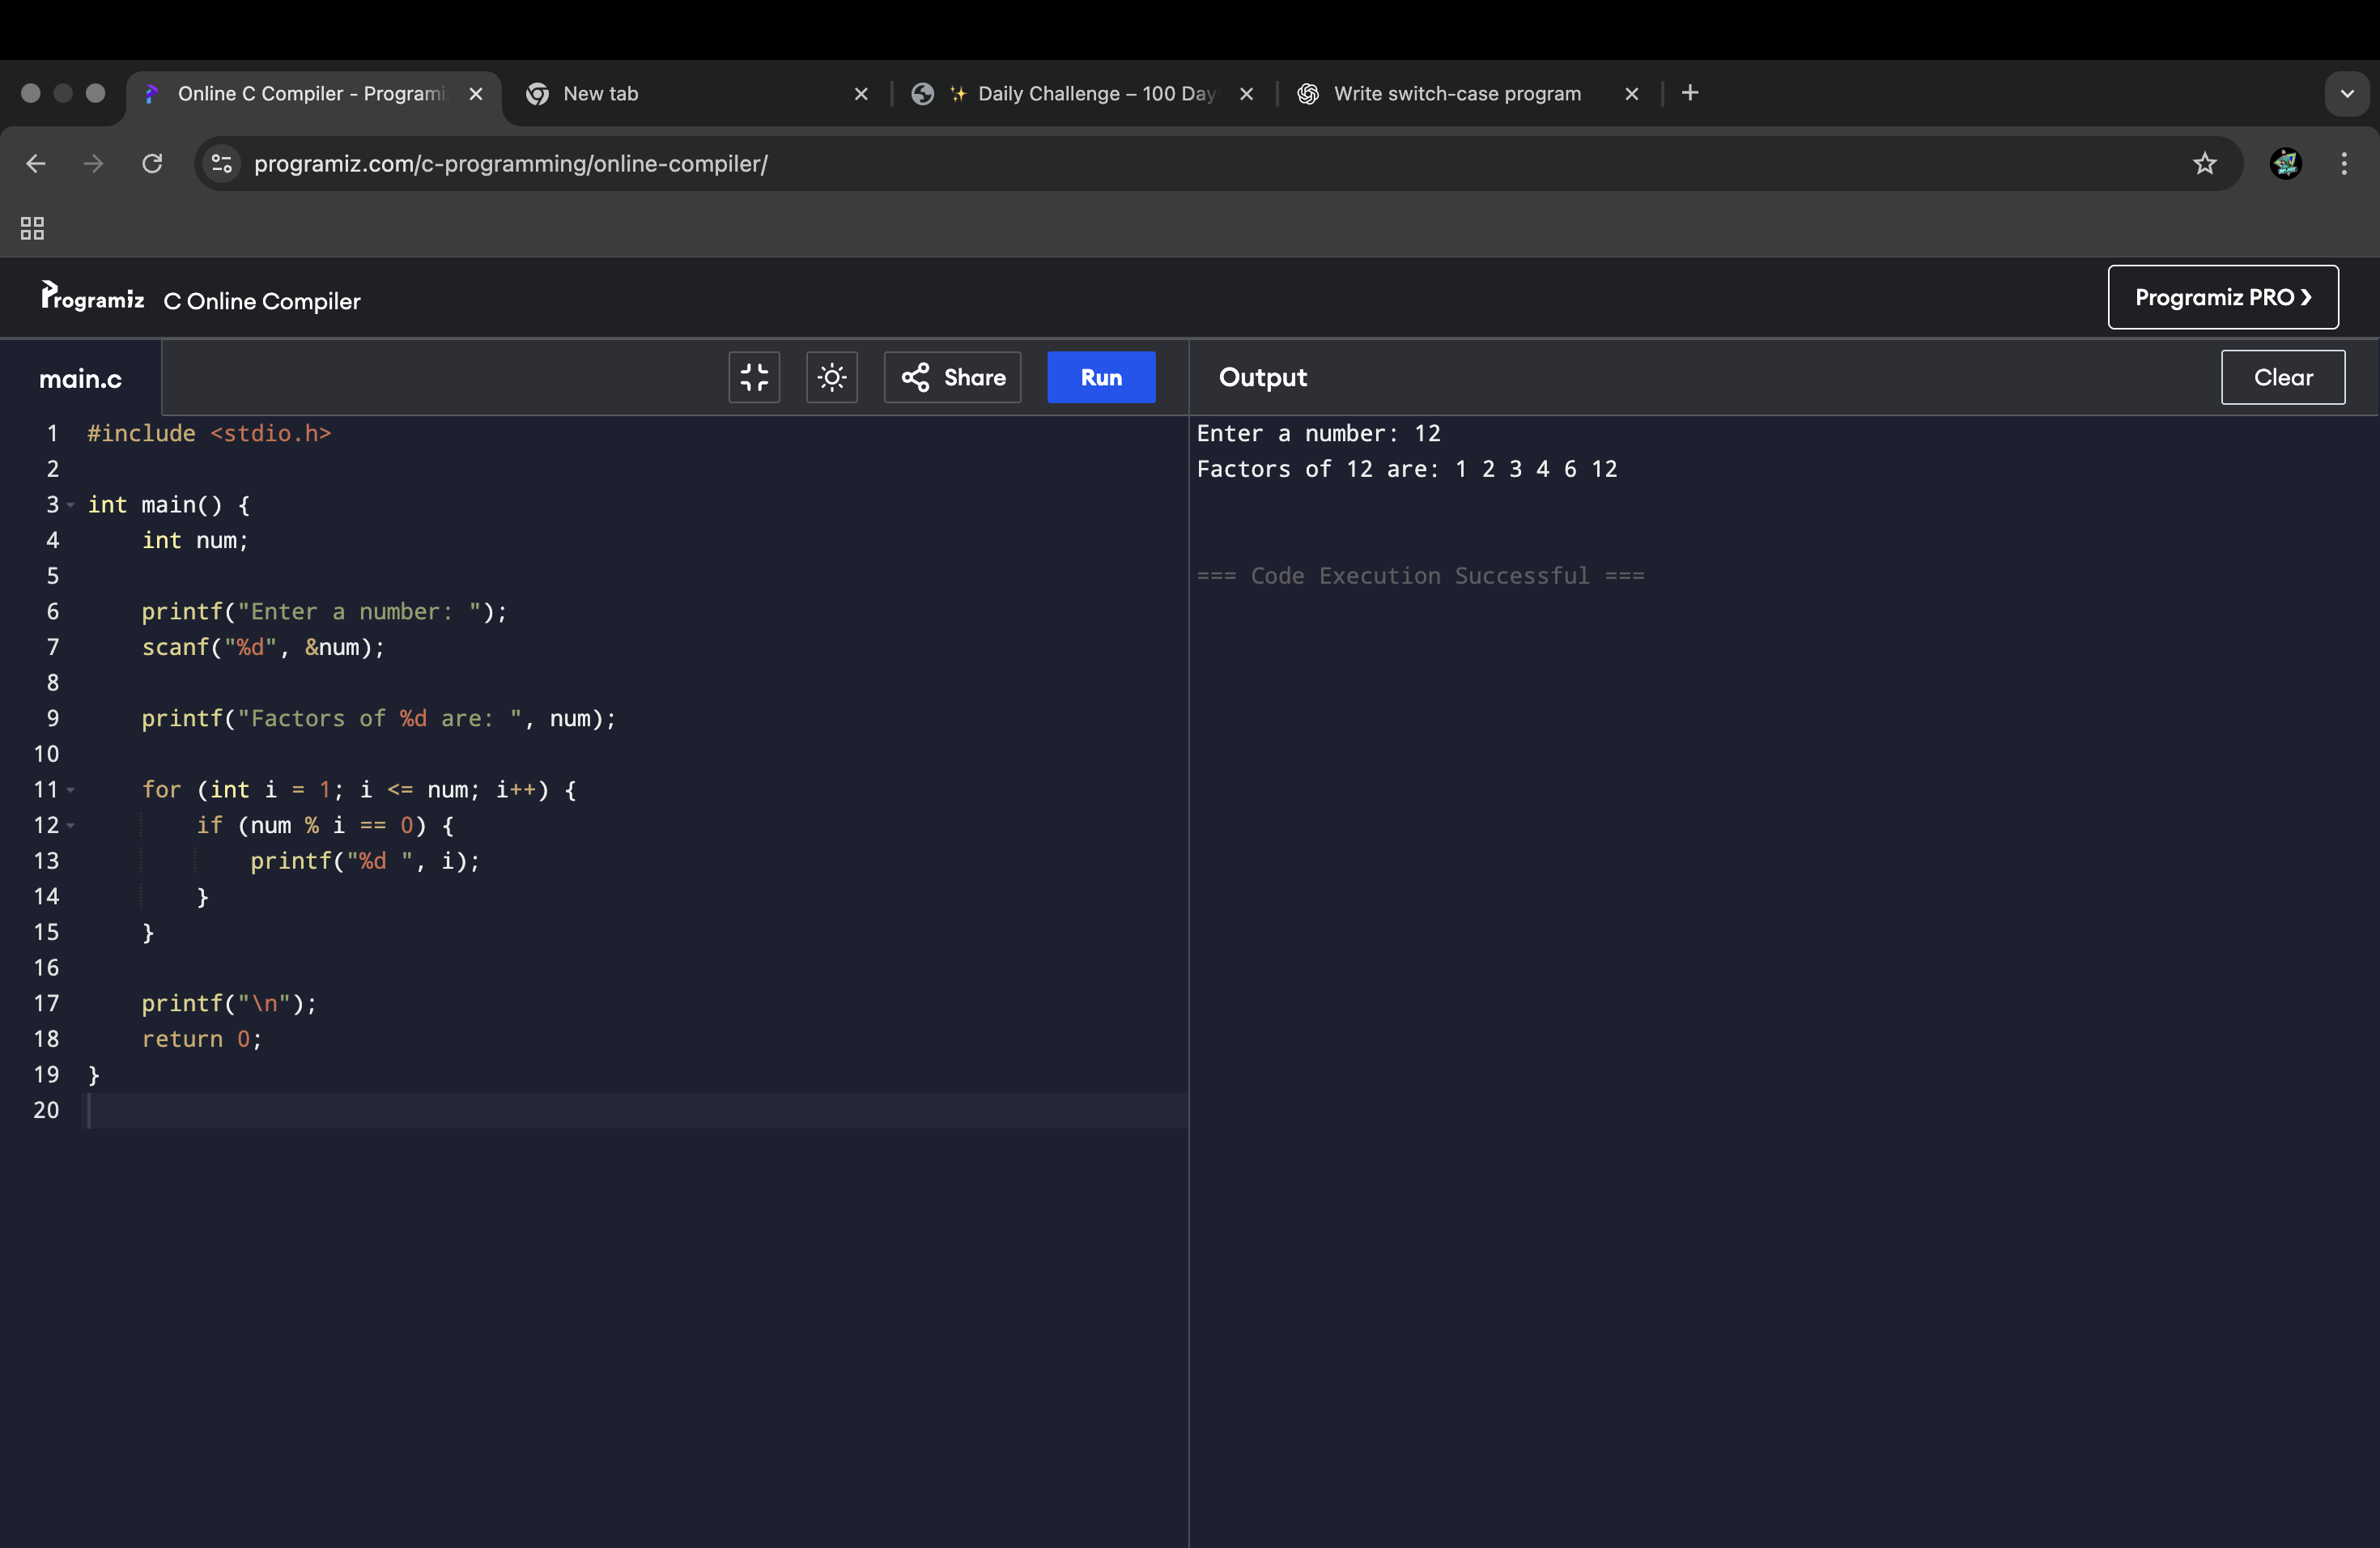 Online C Compiler - Programi
New tab
✨ Daily Challenge – 100 Day
Write switch-case program
programiz.com/c-programming/online-compiler/
Programiz C Online Compiler
Programiz PRO ❯
main.c
Share
Run
Output
Clear
1 #include <stdio.h>
2
3 int main() {
4     int num;
5
6     printf("Enter a number: ");
7     scanf("%d", &num);
8
9     printf("Factors of %d are: ", num);
10
11     for (int i = 1; i <= num; i++) {
12         if (num % i == 0) {
13             printf("%d ", i);
14         }
15     }
16
17     printf("\n");
18     return 0;
19 }
20
Enter a number: 12
Factors of 12 are: 1 2 3 4 6 12
=== Code Execution Successful ===